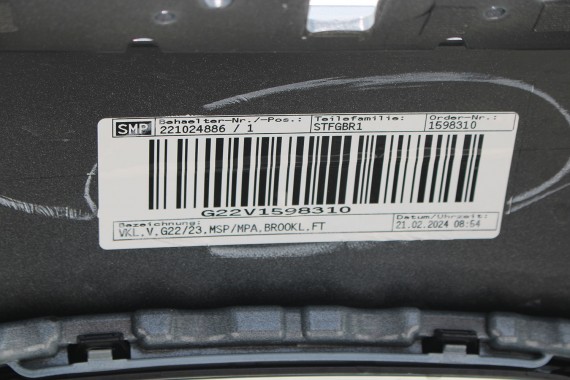 SMP Behaelter-Nr./-Pos.: Teilefamilie: Order-Nr.:
221024886 / 1 STFGBR1 1598310
G22V1598310
Bezeichnung: Datum/Uhrzeit:
VKL.V.G22/23.MSP/MPA.BROOKL.FT 21.02.2024 08:54